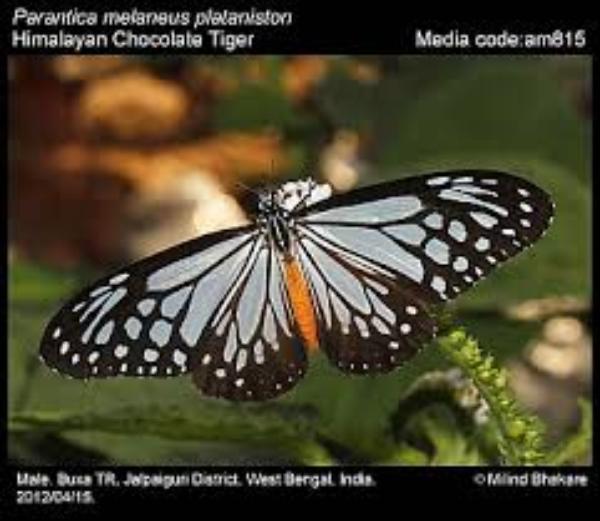 Parantica melaneus plataniston
Himalayan Chocolate Tiger Media code:am815
Male. Buxa TR, Jalpaiguri District, West Bengal, India. ©Milind Bhakare
2012/04/15.